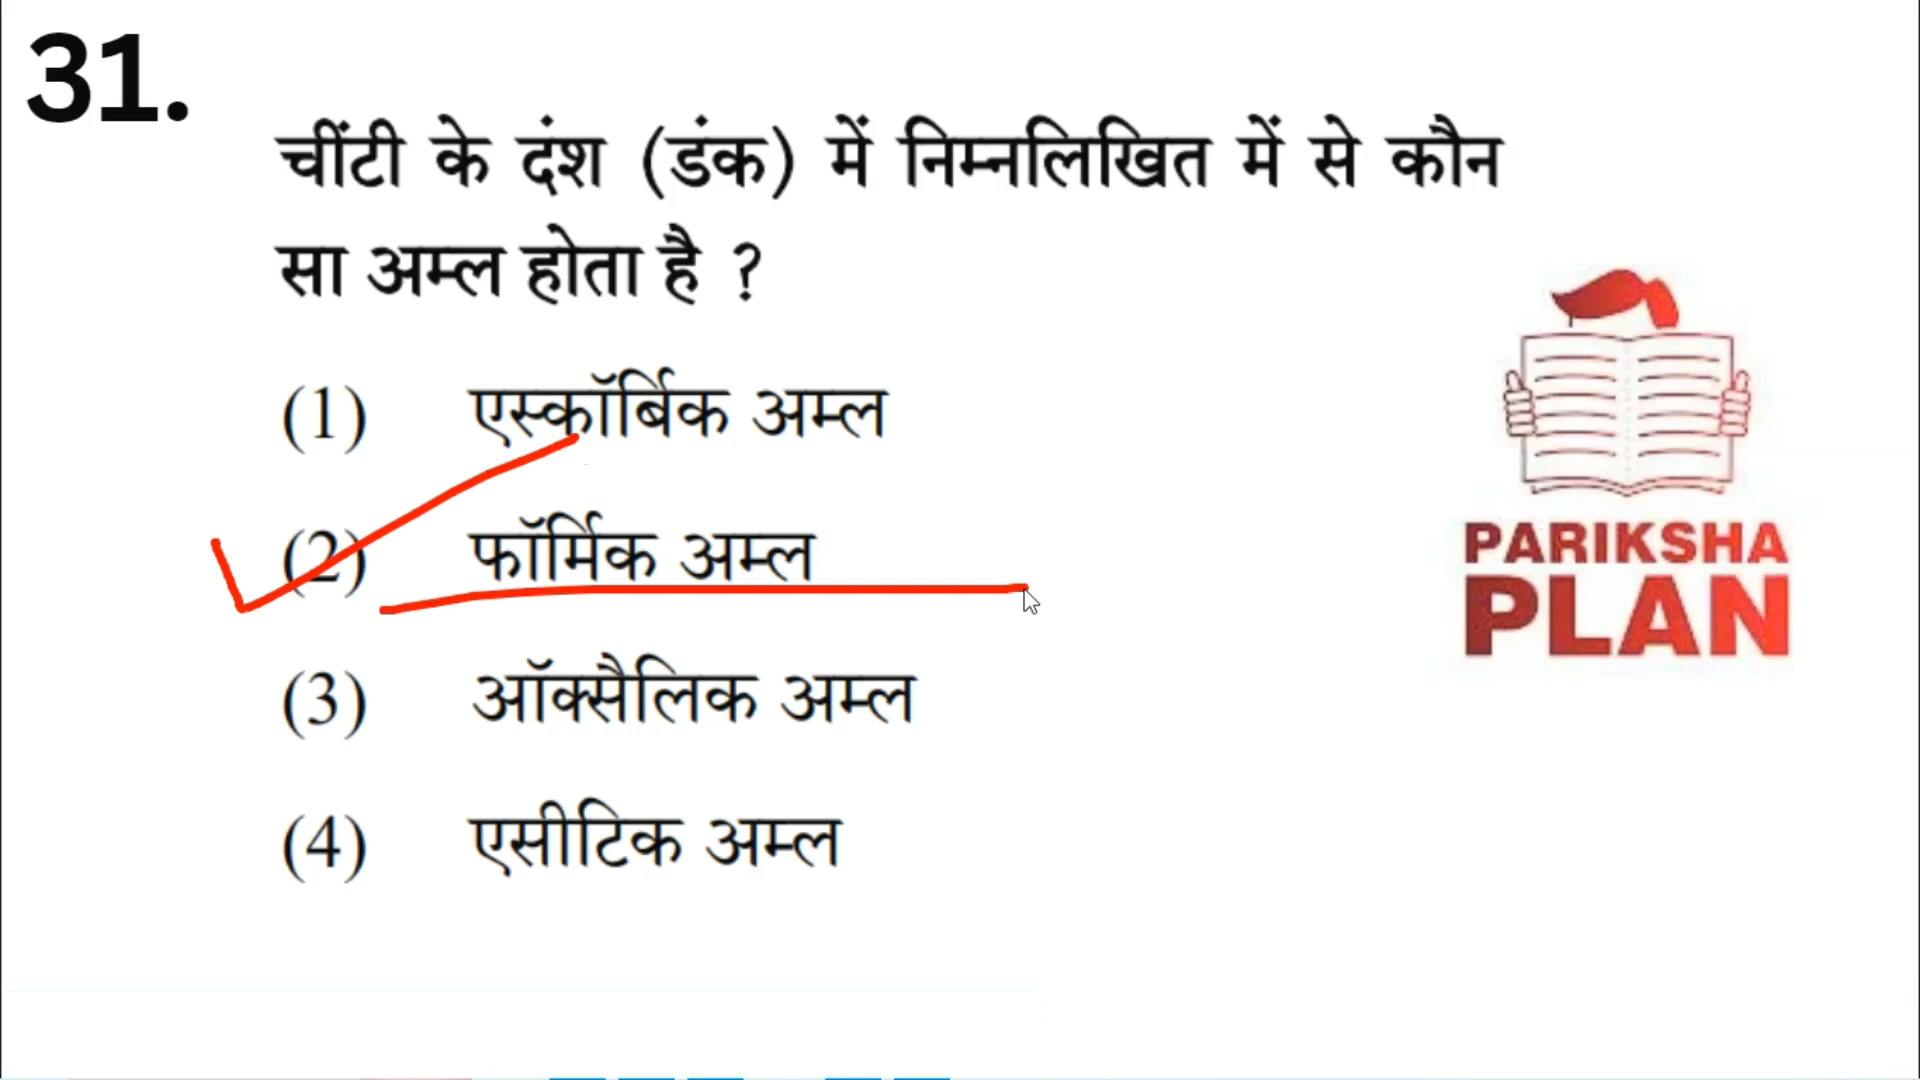 31.
चींटी के दंश (डंक) में निम्नलिखित में से कौन
सा अम्ल होता है ?
(1) एस्कॉर्बिक अम्ल
(2) फॉर्मिक अम्ल
(3) ऑक्सैलिक अम्ल
(4) एसीटिक अम्ल
PARIKSHA
PLAN